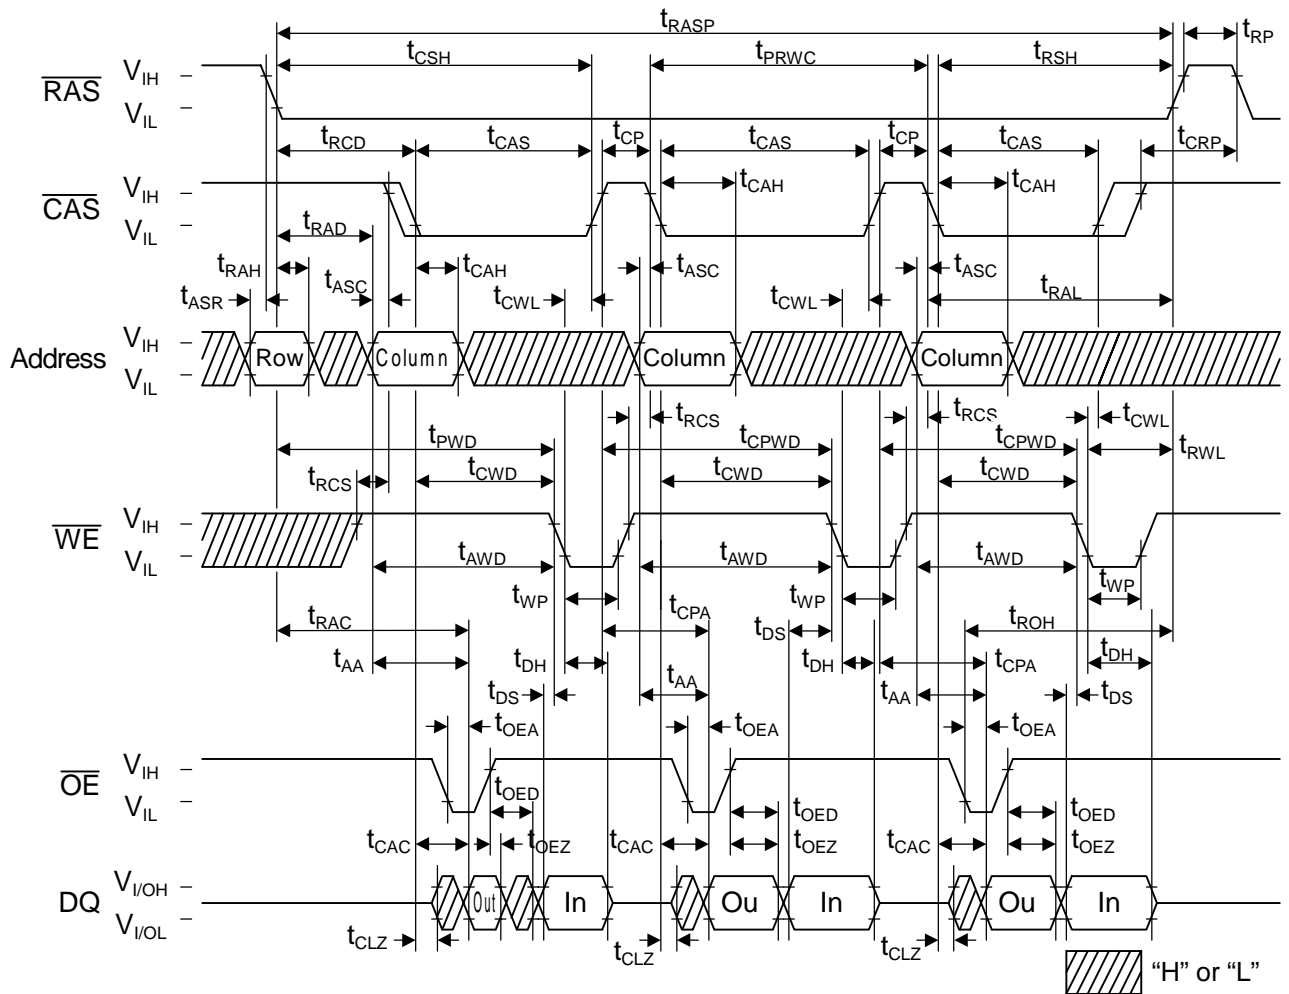 tRASP
tRP
tCSH
tPRWC
tRSH
RAS
VIH
VIL
tRCD
tCAS
tCP
tCAS
tCP
tCAS
tCRP
CAS
VIH
VIL
tCAH
tCAH
tRAD
tRAH
tASC
tCAH
tASC
tASC
tASR
tCWL
tCWL
tRAL
Address
VIH
VIL
Row
Column
Column
Column
tRCS
tRCS
tCWL
tPWD
tCPWD
tCPWD
tRWL
tRCS
tCWD
tCWD
tCWD
WE
VIH
VIL
tAWD
tAWD
tAWD
tWP
tWP
tWP
tRAC
tCPA
tDS
tROH
tAA
tDH
tAA
tDH
tAA
tCPA
tDH
tDS
tDS
tOEA
tOEA
tOEA
OE
VIH
VIL
tOED
tOED
tOED
tCAC
tOEZ
tCAC
tOEZ
tCAC
tOEZ
DQ
VI/OH
VI/OL
Out
In
Ou
In
Ou
In
tCLZ
tCLZ
tCLZ
“H” or “L”